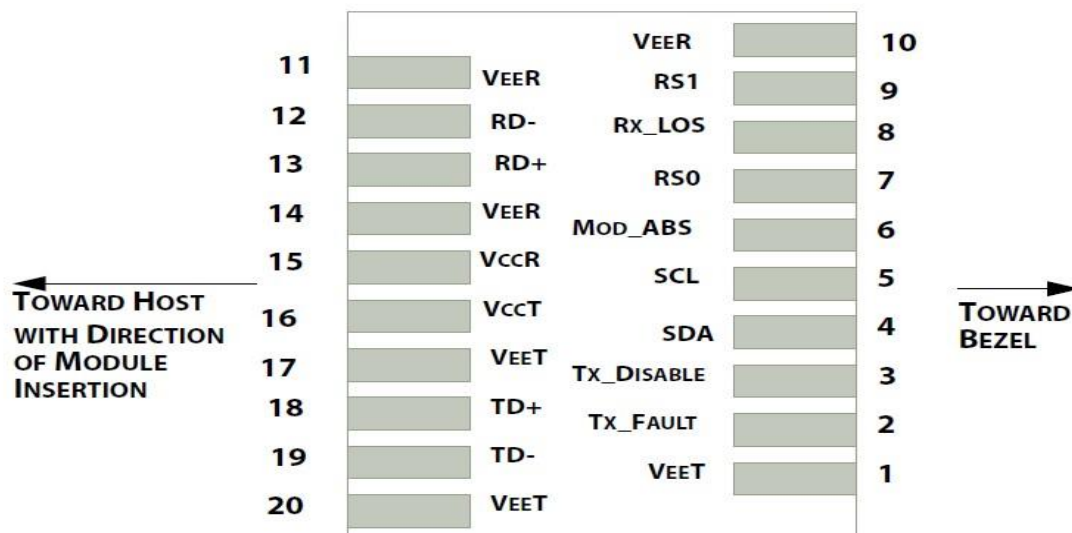 11 VEER
12 RD-
13 RD+
14 VEER
15 VCCR
16 VCCT
17 VEET
18 TD+
19 TD-
20 VEET
VEER 10
RS1 9
RX_LOS 8
RS0 7
MOD_ABS 6
SCL 5
SDA 4
TX_DISABLE 3
TX_FAULT 2
VEET 1
TOWARD HOST
WITH DIRECTION
OF MODULE
INSERTION
TOWARD
BEZEL